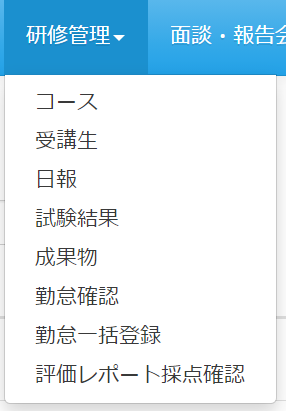 研修管理
面談・報告会
コース
受講生
日報
試験結果
成果物
勤怠確認
勤怠一括登録
評価レポート採点確認